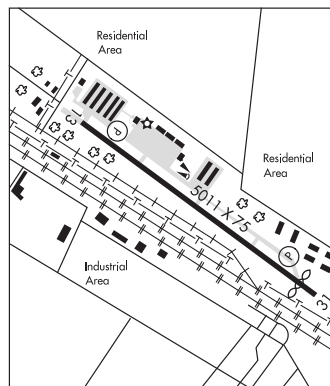 Residential
Area
13
P
5011 X 75
Residential
Area
P
Industrial
Area
31